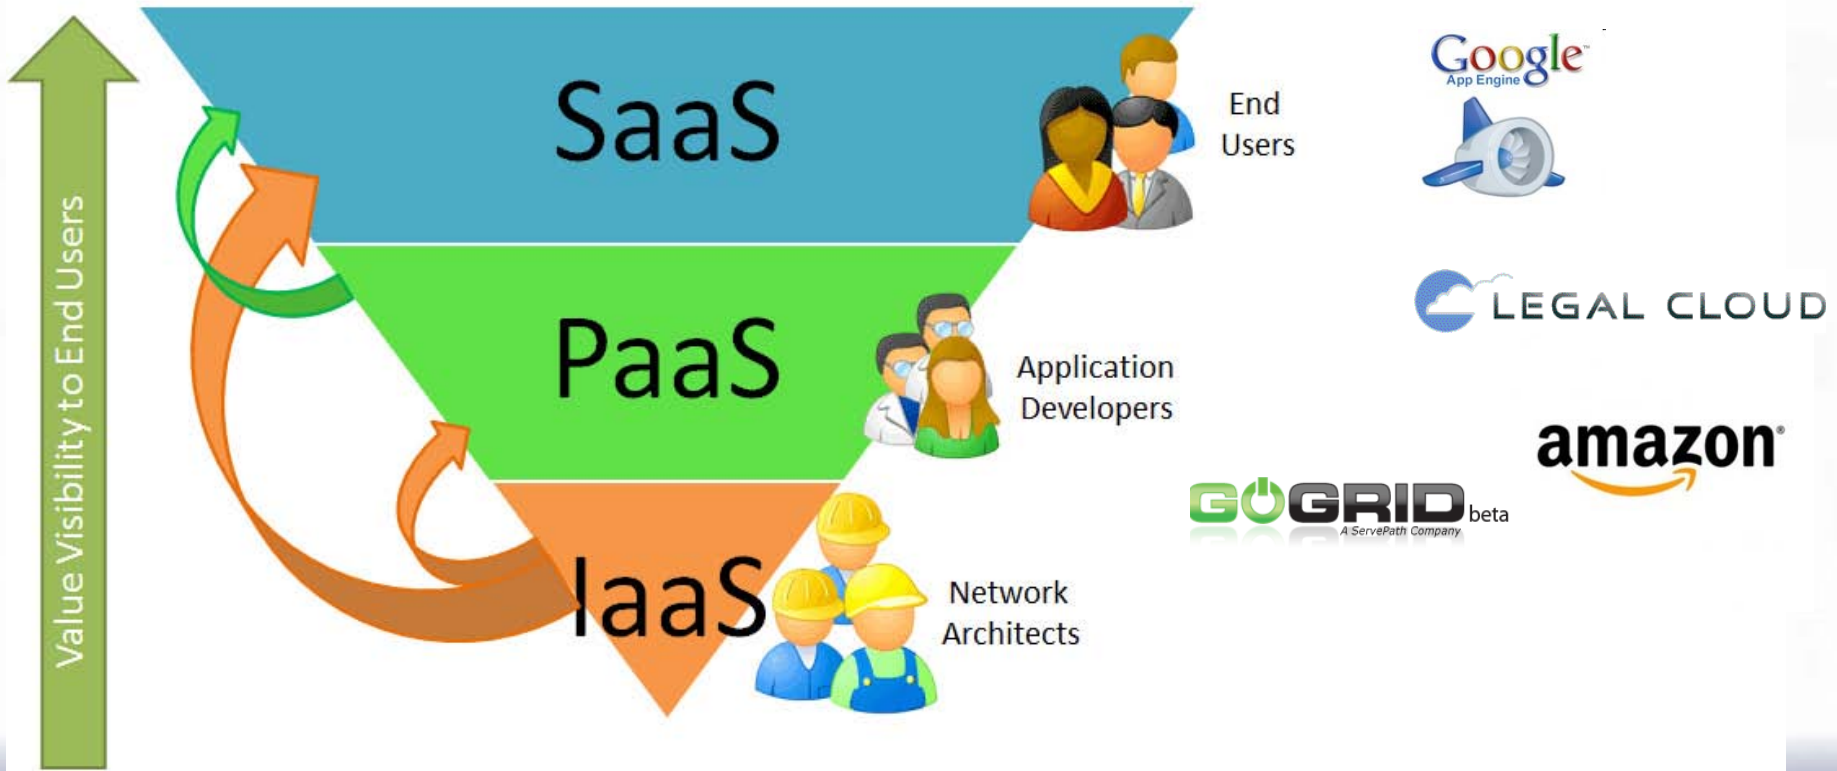 Value Visibility to End Users
SaaS
End
Users
PaaS
Application
Developers
IaaS
Network
Architects
Google™
App Engine
LEGAL CLOUD
amazon®
GOGRID beta
A ServePath Company